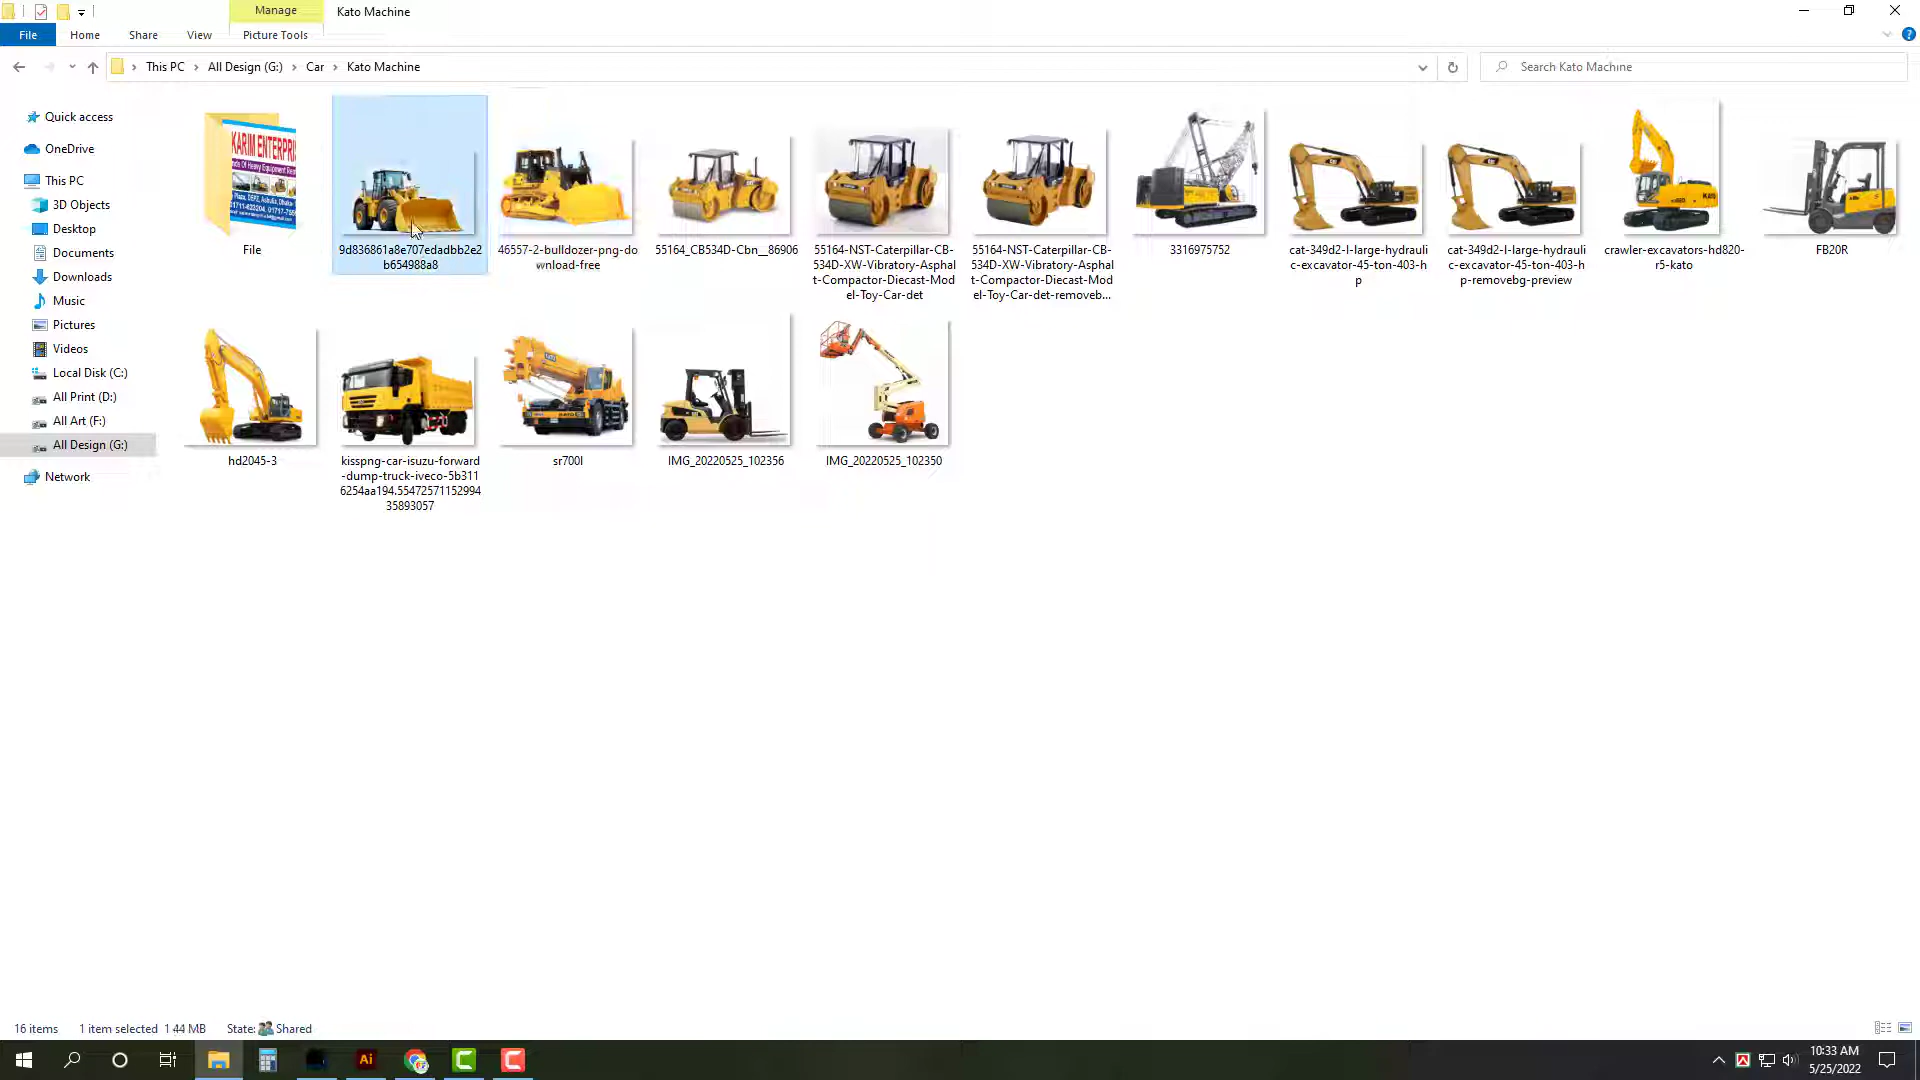 Manage
Kato Machine
File
Home
Share
View
Picture Tools
This PC
All Design (G:)
Car
Kato Machine
Search Kato Machine
Quick access
OneDrive
This PC
3D Objects
Desktop
Documents
Downloads
Music
Pictures
Videos
Local Disk (C:)
All Print (D:)
All Art (F:)
All Design (G:)
Network
KARIM ENTERPRI
File
9d836861a8e707edadbb2e2
b654988a8
46557-2-bulldozer-png-do
wnload-free
55164_CB534D-Cbn__86906
55164-NST-Caterpillar-CB-
534D-XW-Vibratory-Asphal
t-Compactor-Diecast-Mod
el-Toy-Car-det
55164-NST-Caterpillar-CB-
534D-XW-Vibratory-Asphal
t-Compactor-Diecast-Mod
el-Toy-Car-det-removeb...
3316975752
cat-349d2-l-large-hydrauli
c-excavator-45-ton-403-h
p
cat-349d2-l-large-hydrauli
c-excavator-45-ton-403-h
p-removebg-preview
crawler-excavators-hd820-
r5-kato
FB20R
hd2045-3
kisspng-car-isuzu-forward
-dump-truck-iveco-5b311
6254aa194.55472571152994
35893057
sr700l
IMG_20220525_102356
IMG_20220525_102350
16 items
1 item selected 1 44 MB
State:
Shared
Ai
10:33 AM
5/25/2022